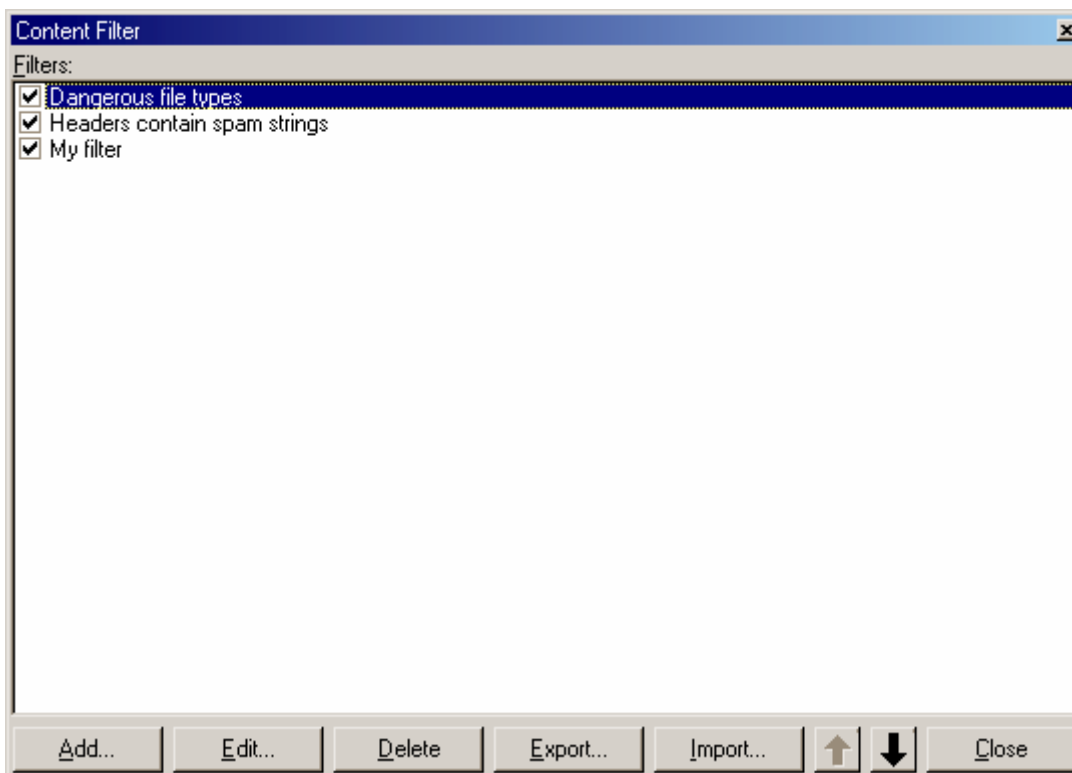 Content Filter
Filters:
Dangerous file types
Headers contain spam strings
My filter
Add... Edit... Delete Export... Import... Close